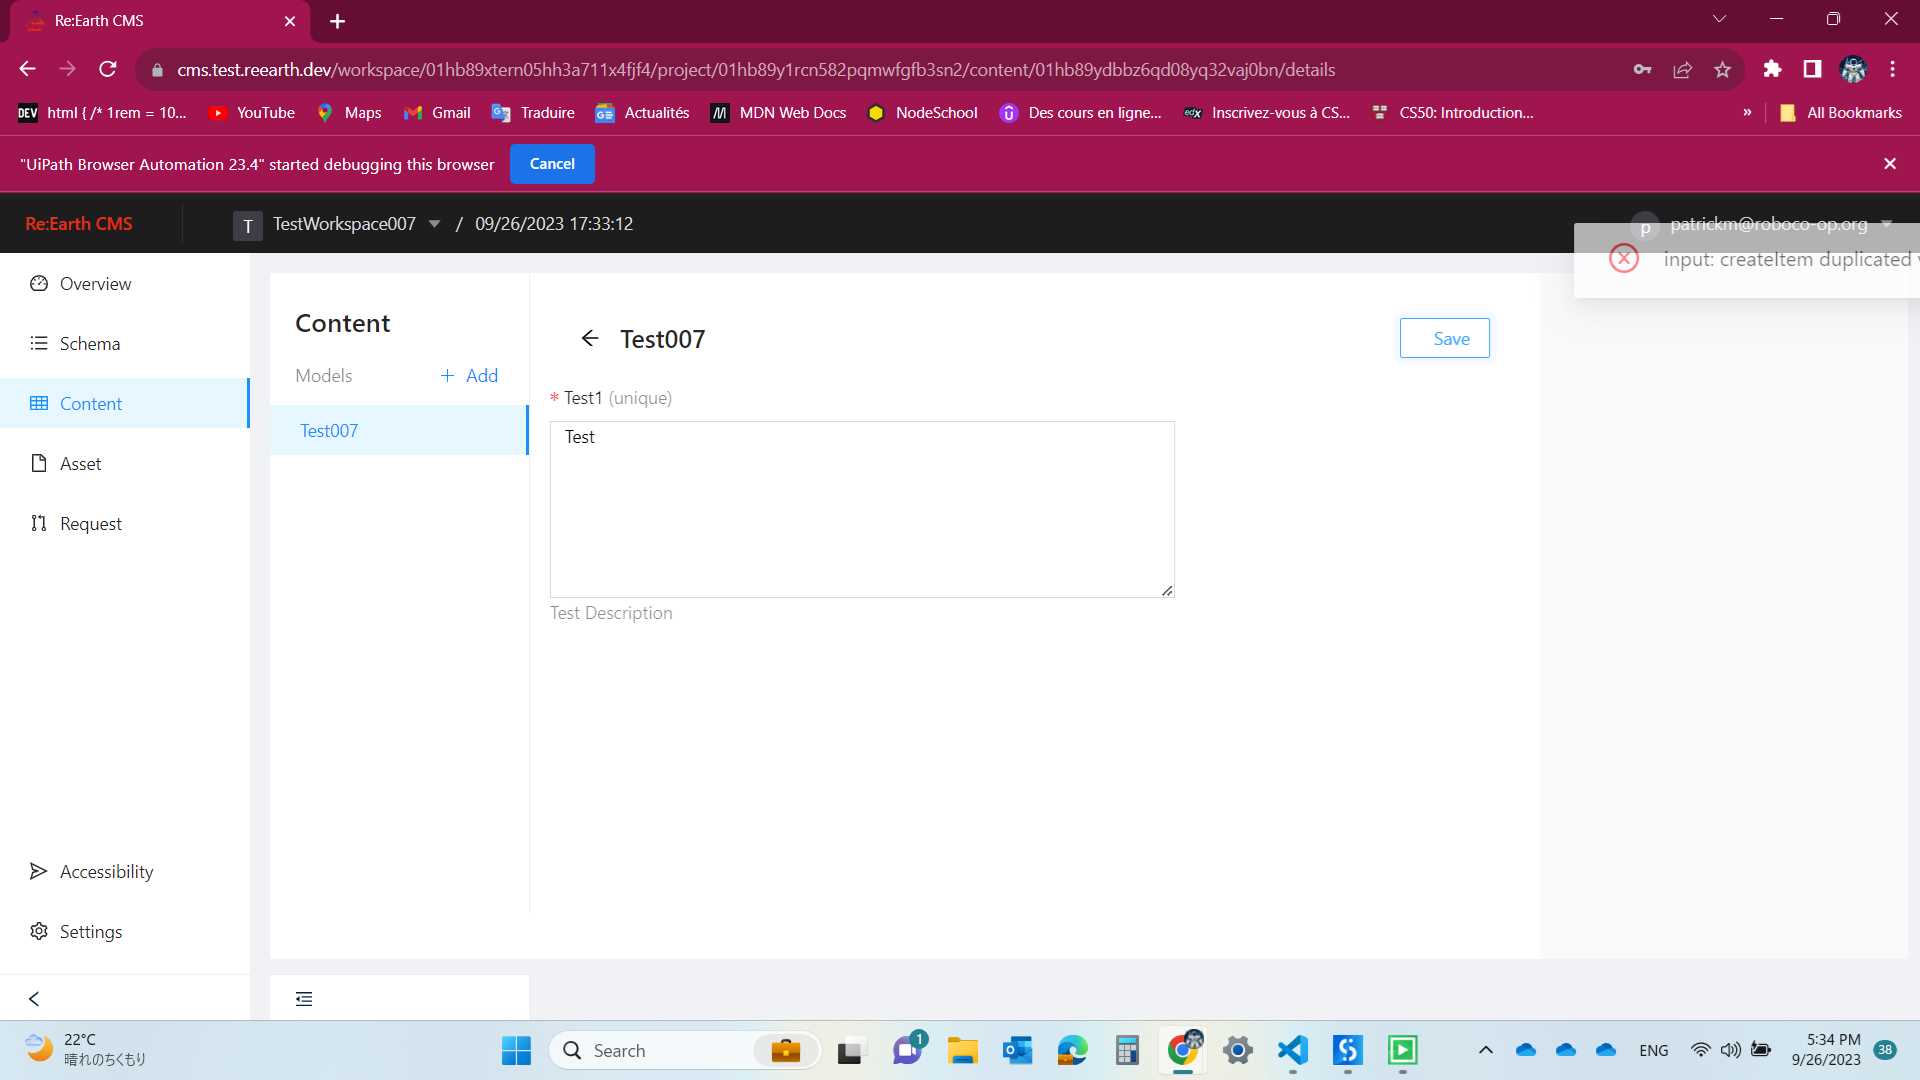 Re:Earth CMS
cms.test.reearth.dev/workspace/01hb89xtern05hh3a711x4fjf4/project/01hb89y1rcn582pqmwfgfb3sn2/content/01hb89ydbbz6qd08yq32vaj0bn/details
DEV html { /* 1rem = 10... YouTube Maps Gmail Traduire Actualités MDN Web Docs NodeSchool Des cours en ligne... edX Inscrivez-vous à CS... CS50: Introduction... » All Bookmarks
"UiPath Browser Automation 23.4" started debugging this browser Cancel
Re:Earth CMS T TestWorkspace007 / 09/26/2023 17:33:12 p patrickm@roboco-op.org
input: createItem duplicated
Overview
Schema
Content
Asset
Request
Accessibility
Settings
Content
Models + Add
Test007
Test007
Save
* Test1 (unique)
Test
Test Description
22°C
晴れのちくもり
Search
1
ENG
5:34 PM
9/26/2023
38